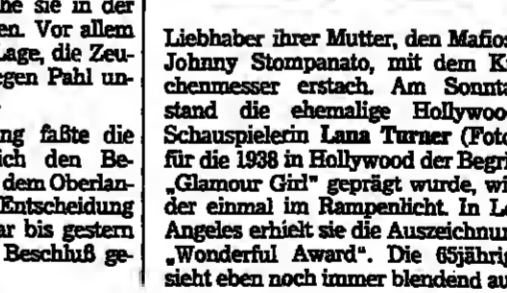 he sie in der
en. Vor allem
Lage, die Zeu-
egen Pahl un-
ng faßte die
ich den Be-
dem Oberlan-
Entscheidung
ar bis gestern
Beschluß ge-
Liebhaber ihrer Mutter, den Mafios
Johnny Stompanato, mit dem K
chenmesser erstach. Am Sonnta
stand die ehemalige Hollywoo
Schauspielerin Lana Turner (Foto
für die 1938 in Hollywood der Begri
„Glamour Girl" geprägt wurde, wi
der einmal im Rampenlicht. In Lo
Angeles erhielt sie die Auszeichnun
„Wonderful Award". Die 65jährig
sieht eben noch immer blendend au